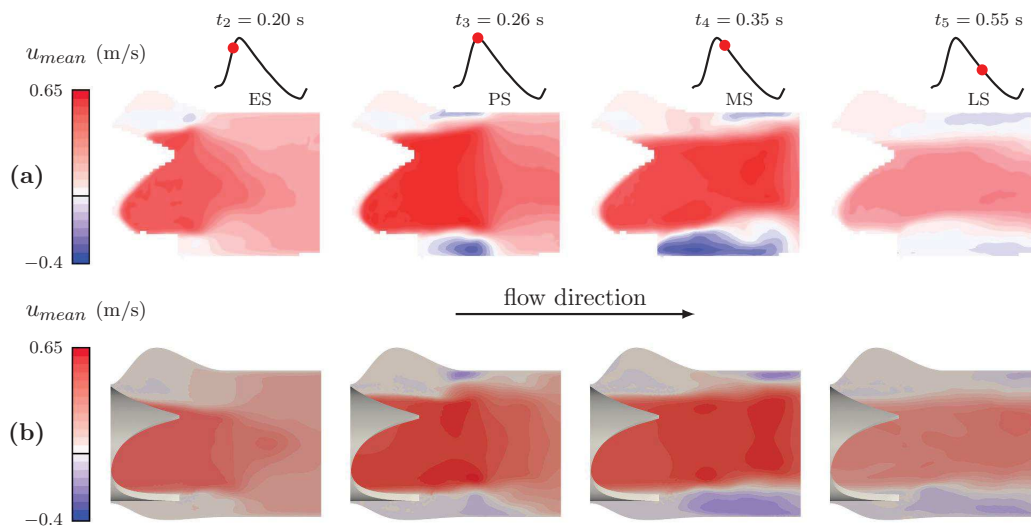 t₂ = 0.20 s
t₃ = 0.26 s
t₄ = 0.35 s
t₅ = 0.55 s
u_mean (m/s)
0.65
ES
PS
MS
LS
(a)
−0.4
flow direction
u_mean (m/s)
0.65
(b)
−0.4